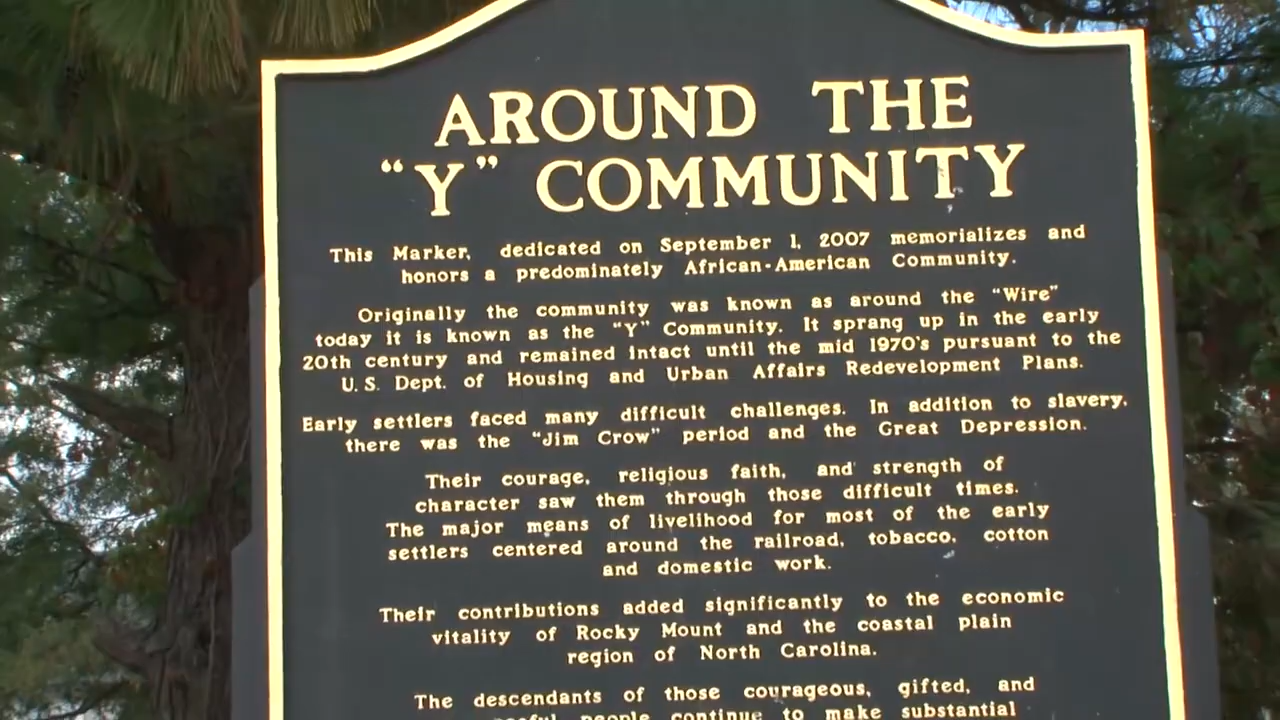 AROUND THE
“Y” COMMUNITY
This Marker, dedicated on September 1, 2007 memorializes and
honors a predominately African-American Community.
Originally the community was known as around the “Wire”
today it is known as the “Y” Community. It sprang up in the early
20th century and remained intact until the mid 1970's pursuant to the
U.S. Dept. of Housing and Urban Affairs Redevelopment Plans.
Early settlers faced many difficult challenges. In addition to slavery,
there was the “Jim Crow” period and the Great Depression.
Their courage, religious faith, and strength of
character saw them through those difficult times.
The major means of livelihood for most of the early
settlers centered around the railroad, tobacco, cotton
and domestic work.
Their contributions added significantly to the economic
vitality of Rocky Mount and the coastal plain
region of North Carolina.
The descendants of those courageous, gifted, and
people continue to make substantial